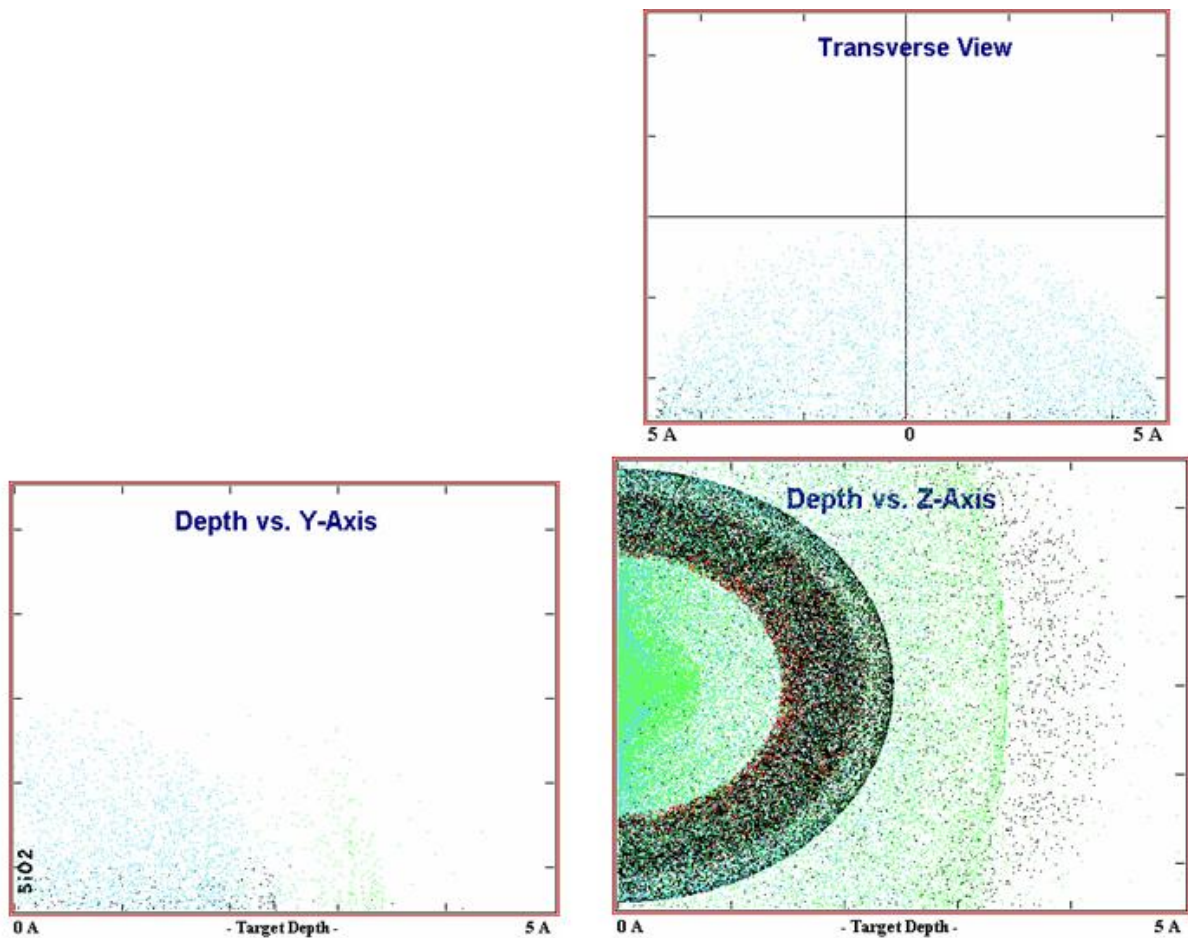 Transverse View
5 A 0 5 A
Depth vs. Y-Axis
SiO2
0 A - Target Depth - 5 A
Depth vs. Z-Axis
0 A - Target Depth - 5 A